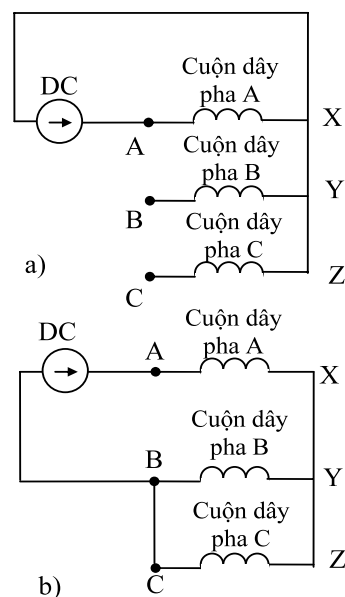 DC
Cuộn dây
pha A
A
X
Cuộn dây
pha B
B
Y
Cuộn dây
pha C
a)
C
Z
DC
Cuộn dây
pha A
A
X
Cuộn dây
pha B
B
Y
Cuộn dây
pha C
b)
C
Z